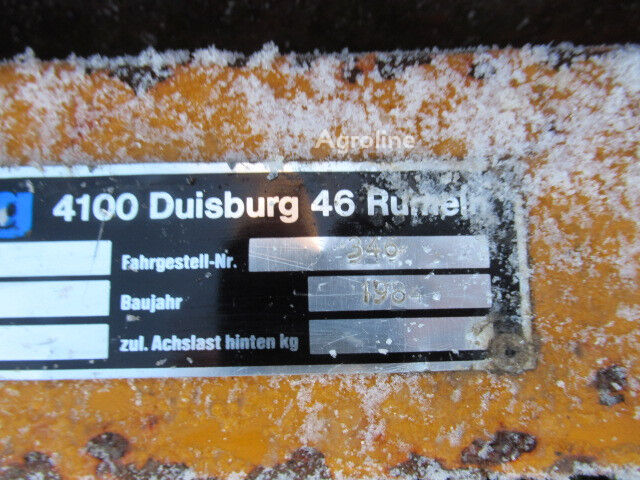 Agroline
4100 Duisburg 46 Rumeln
Fahrgestell-Nr. 346
Baujahr 1984
zul. Achslast hinten kg